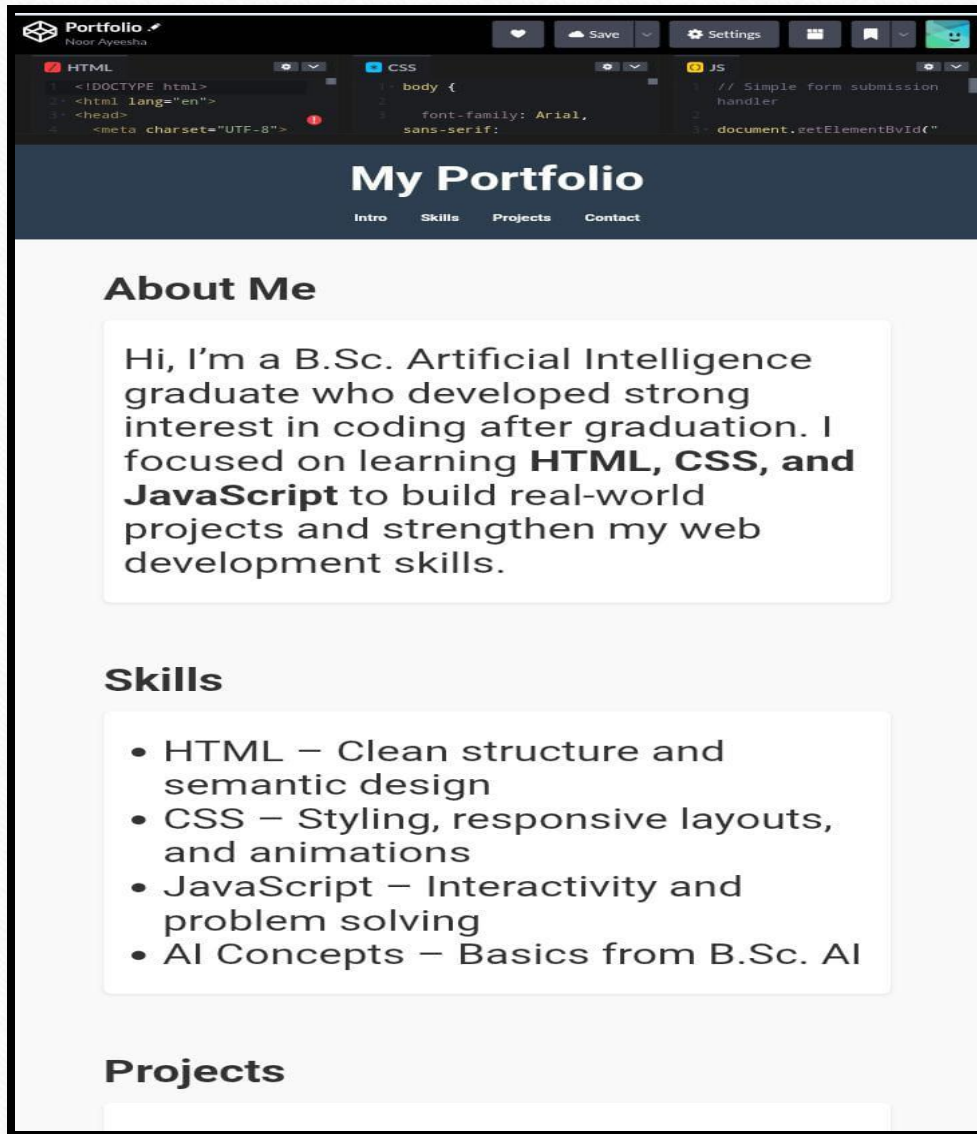 Portfolio
Noor Ayeesha
Save
Settings
HTML
1 <!DOCTYPE html>
2 <html lang="en">
3 <head>
4 <meta charset="UTF-8">
CSS
1 body {
2
3 font-family: Arial,
sans-serif;
JS
1 // Simple form submission
handler
2
3 document.getElementById("
My Portfolio
Intro Skills Projects Contact
About Me
Hi, I’m a B.Sc. Artificial Intelligence
graduate who developed strong
interest in coding after graduation. I
focused on learning HTML, CSS, and
JavaScript to build real-world
projects and strengthen my web
development skills.
Skills
• HTML – Clean structure and
semantic design
• CSS – Styling, responsive layouts,
and animations
• JavaScript – Interactivity and
problem solving
• AI Concepts – Basics from B.Sc. AI
Projects